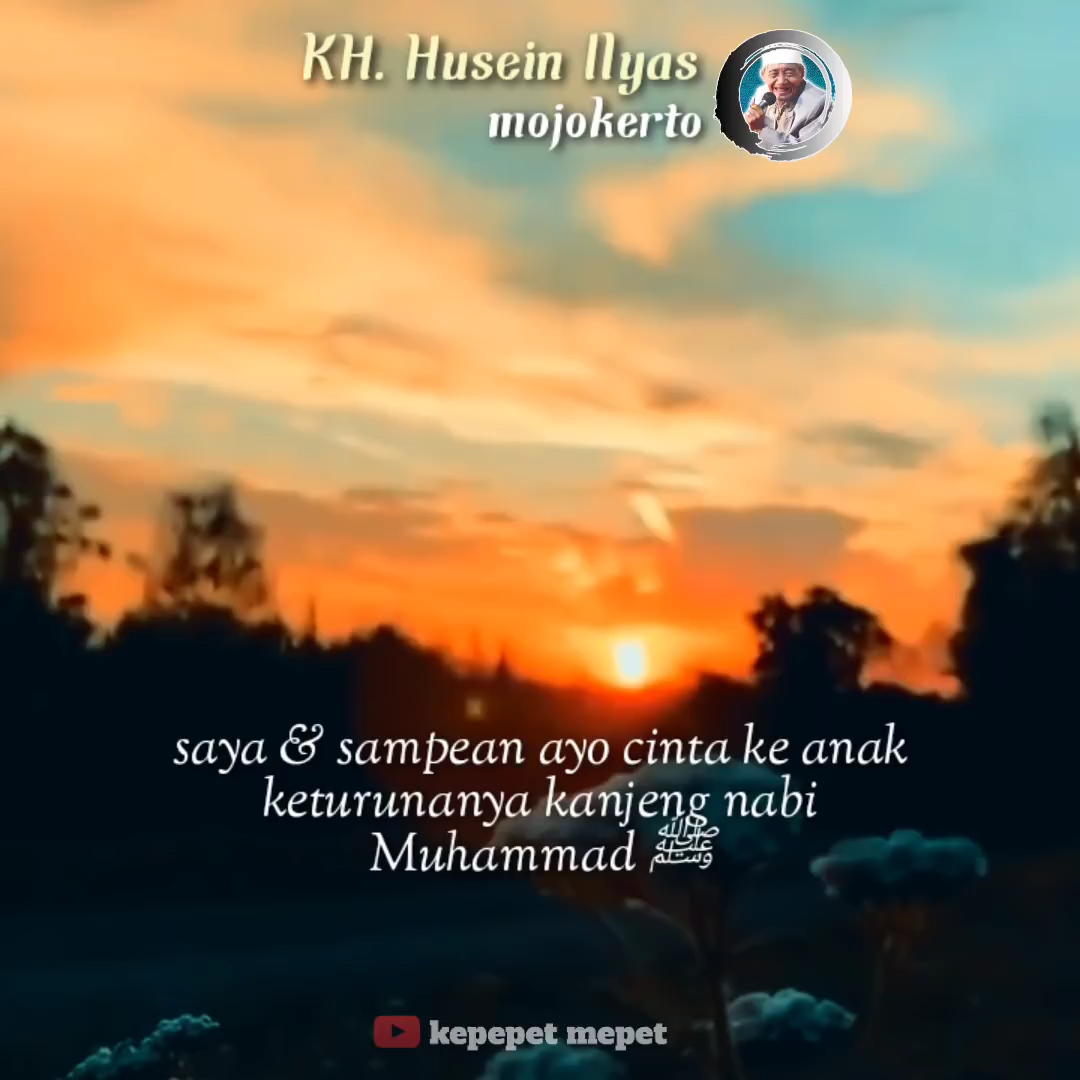 KH. Husein Ilyas
mojokerto
saya & sampean ayo cinta ke anak
keturunanya kanjeng nabi
Muhammad ﷺ
kepepet mepet